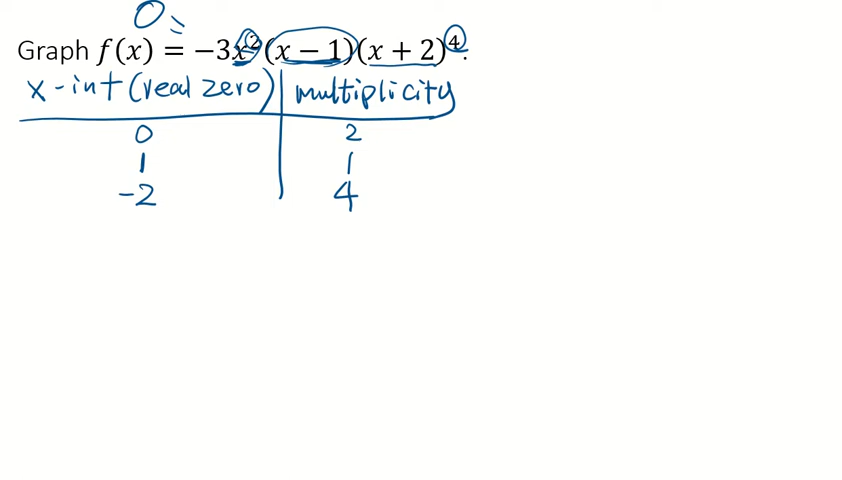 0 =
Graph f(x) = −3x²(x − 1)(x + 2)⁴.
x-int (real zero) multiplicity
0 2
1 1
-2 4